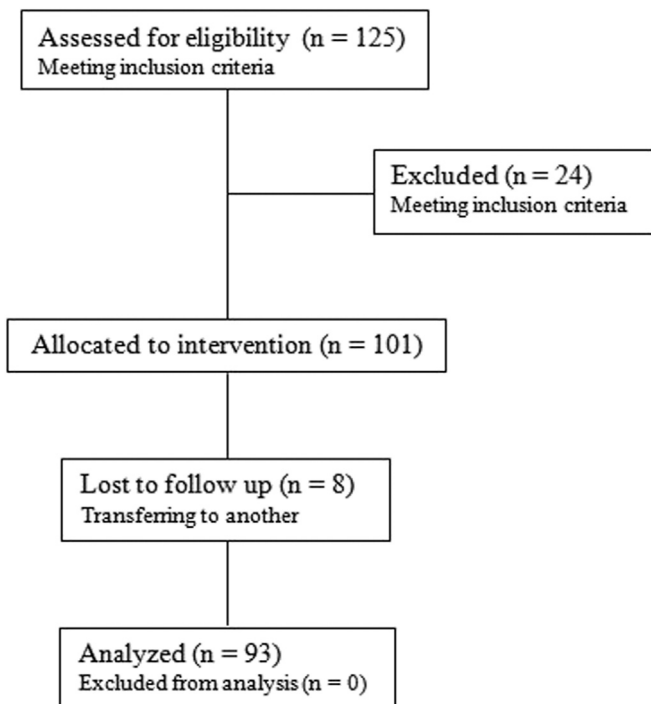 Assessed for eligibility (n = 125)
Meeting inclusion criteria
Excluded (n = 24)
Meeting inclusion criteria
Allocated to intervention (n = 101)
Lost to follow up (n = 8)
Transferring to another
Analyzed (n = 93)
Excluded from analysis (n = 0)